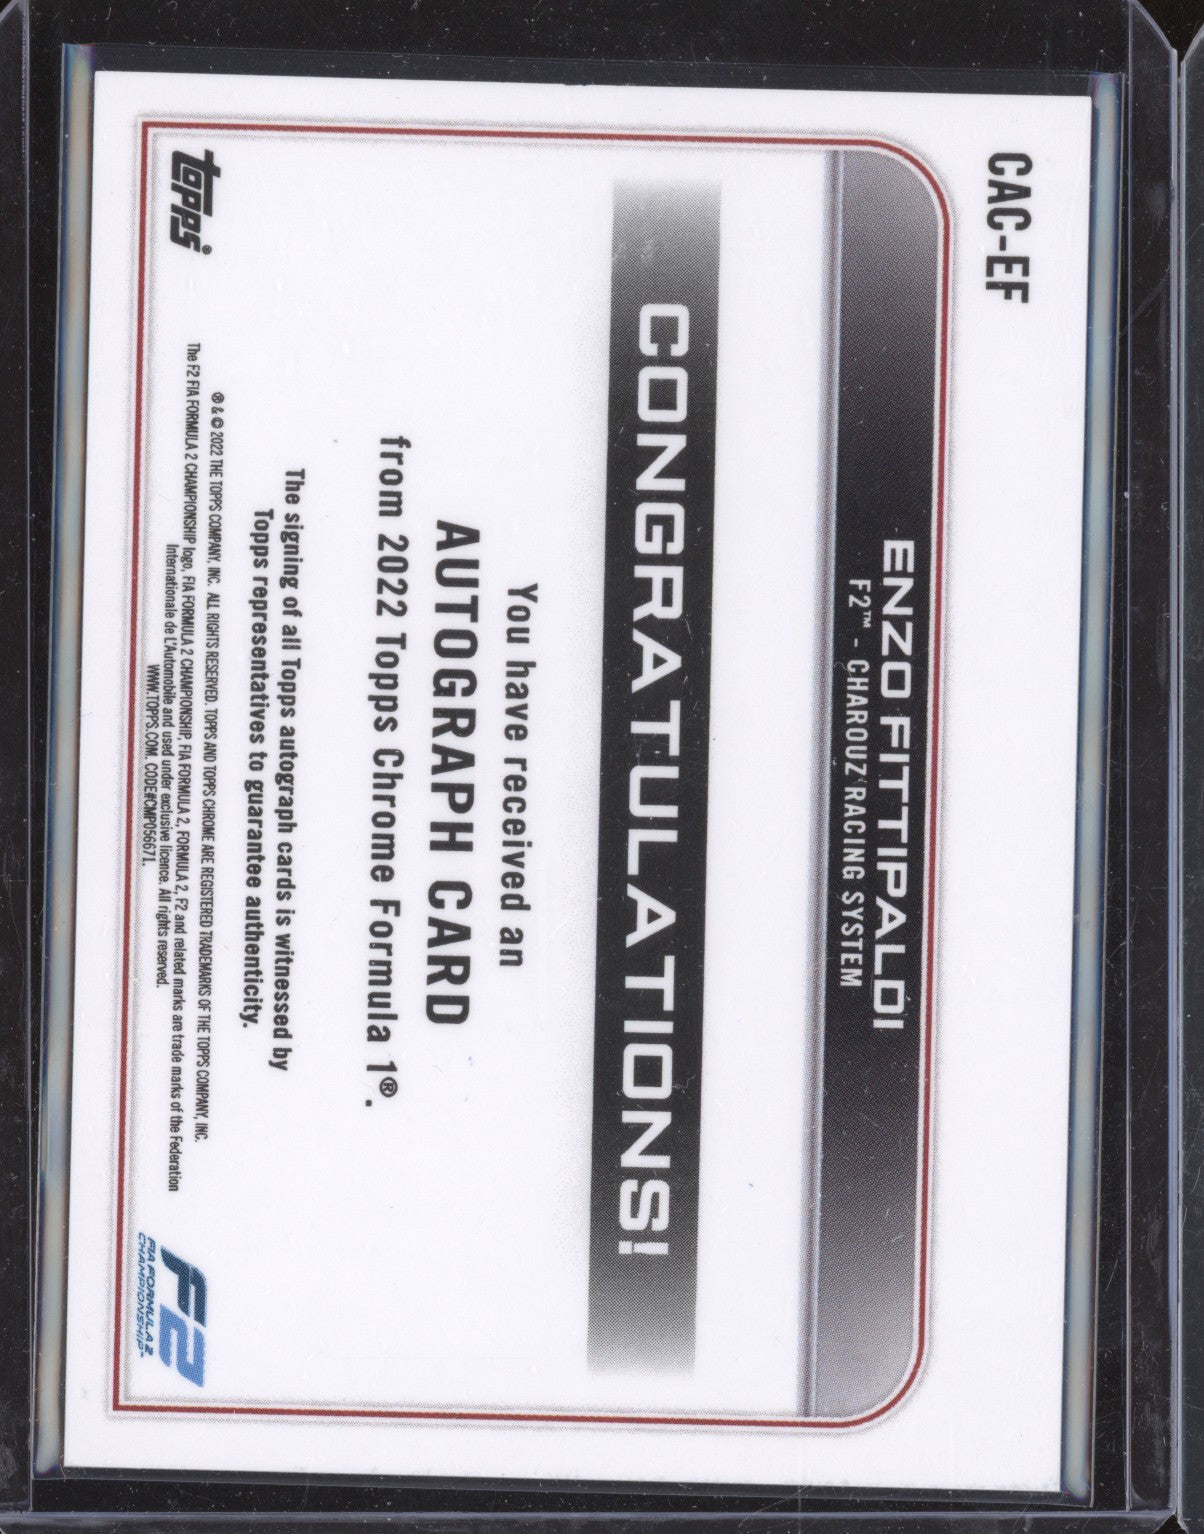 CAC-EF
ENZO FITTIPALDI
F2™ - CHAROUZ RACING SYSTEM
CONGRATULATIONS!
You have received an
AUTOGRAPH CARD
from 2022 Topps Chrome Formula 1®.
The signing of all Topps autograph cards is witnessed by
Topps representatives to guarantee authenticity.
topps®
® & © 2022 THE TOPPS COMPANY, INC. ALL RIGHTS RESERVED. TOPPS AND TOPPS CHROME ARE REGISTERED TRADEMARKS OF THE TOPPS COMPANY, INC.
The F2 FIA FORMULA 2 CHAMPIONSHIP logo, FIA FORMULA 2 CHAMPIONSHIP, FIA FORMULA 2, FORMULA 2, F2 and related marks are trade marks of the Federation
Internationale de L'Automobile and used under exclusive licence. All rights reserved.
WWW.TOPPS.COM. CODE#CMP056671.
F2
FIA FORMULA 2
CHAMPIONSHIP™